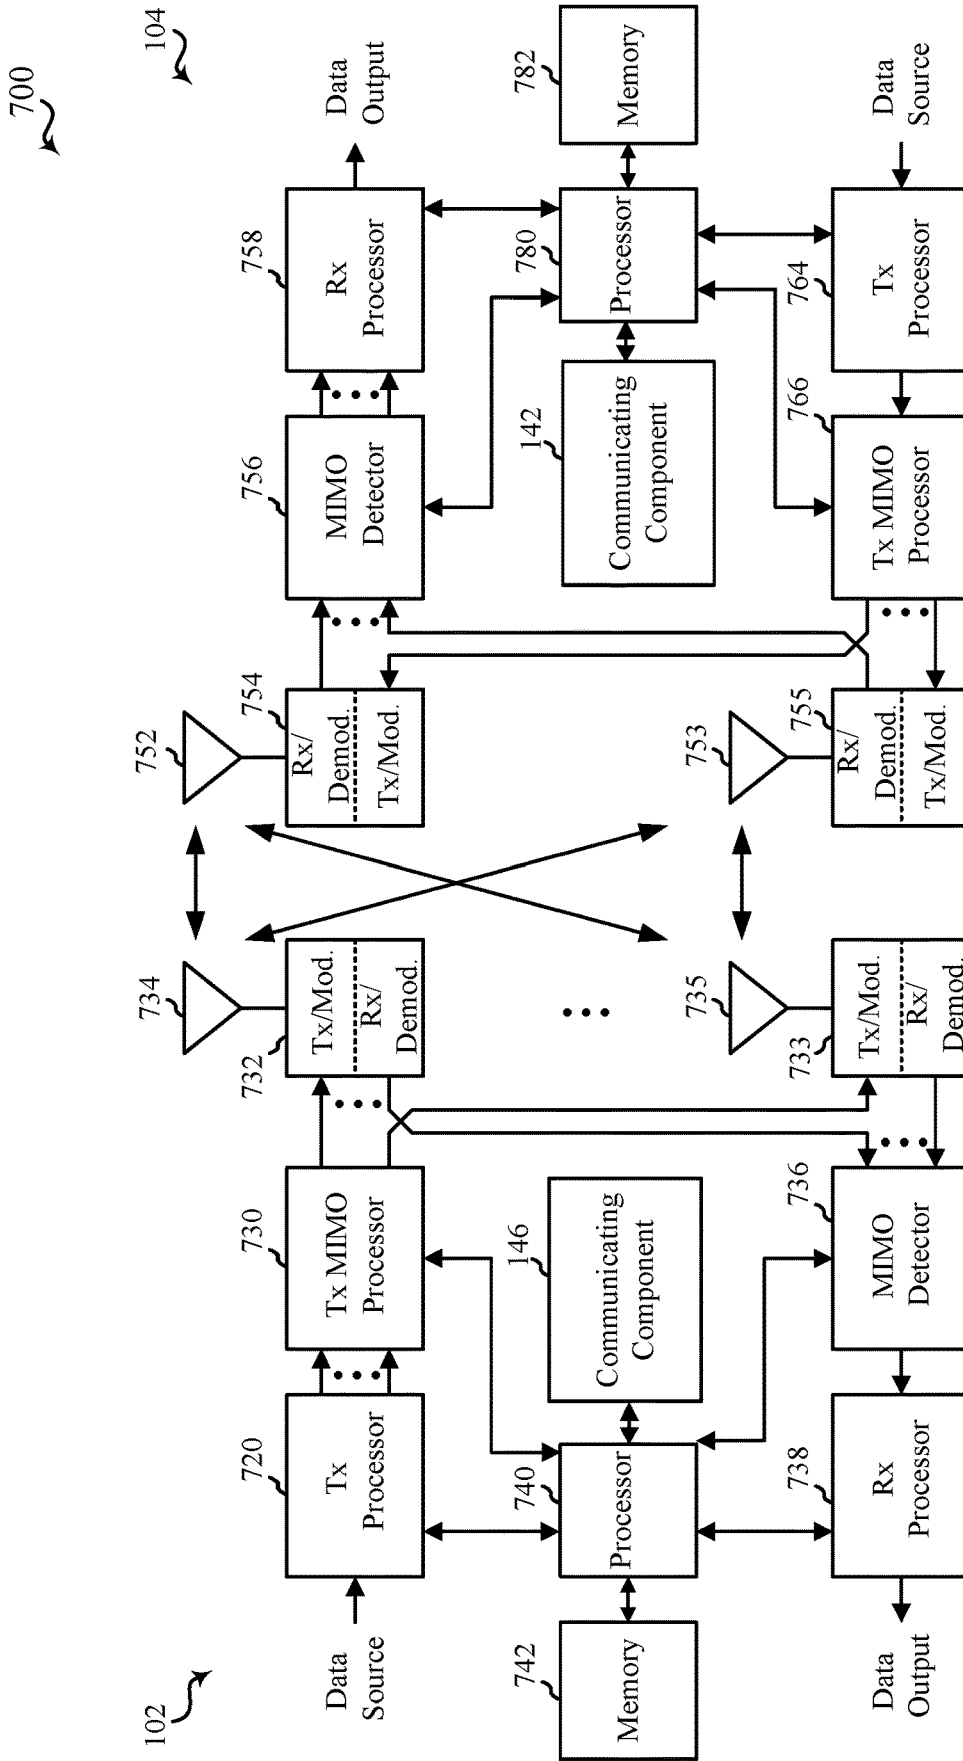 700
102
104
Data
Source
720
Tx
Processor
730
Tx MIMO
Processor
732
Tx/Mod.
Rx/
Demod.
734
752
754
Rx/
Demod.
Tx/Mod.
756
MIMO
Detector
758
Rx
Processor
Data
Output
742
Memory
740
Processor
146
Communicating
Component
142
Communicating
Component
780
Processor
782
Memory
Data
Output
738
Rx
Processor
736
MIMO
Detector
733
Tx/Mod.
Rx/
Demod.
735
753
755
Rx/
Demod.
Tx/Mod.
766
Tx MIMO
Processor
764
Tx
Processor
Data
Source